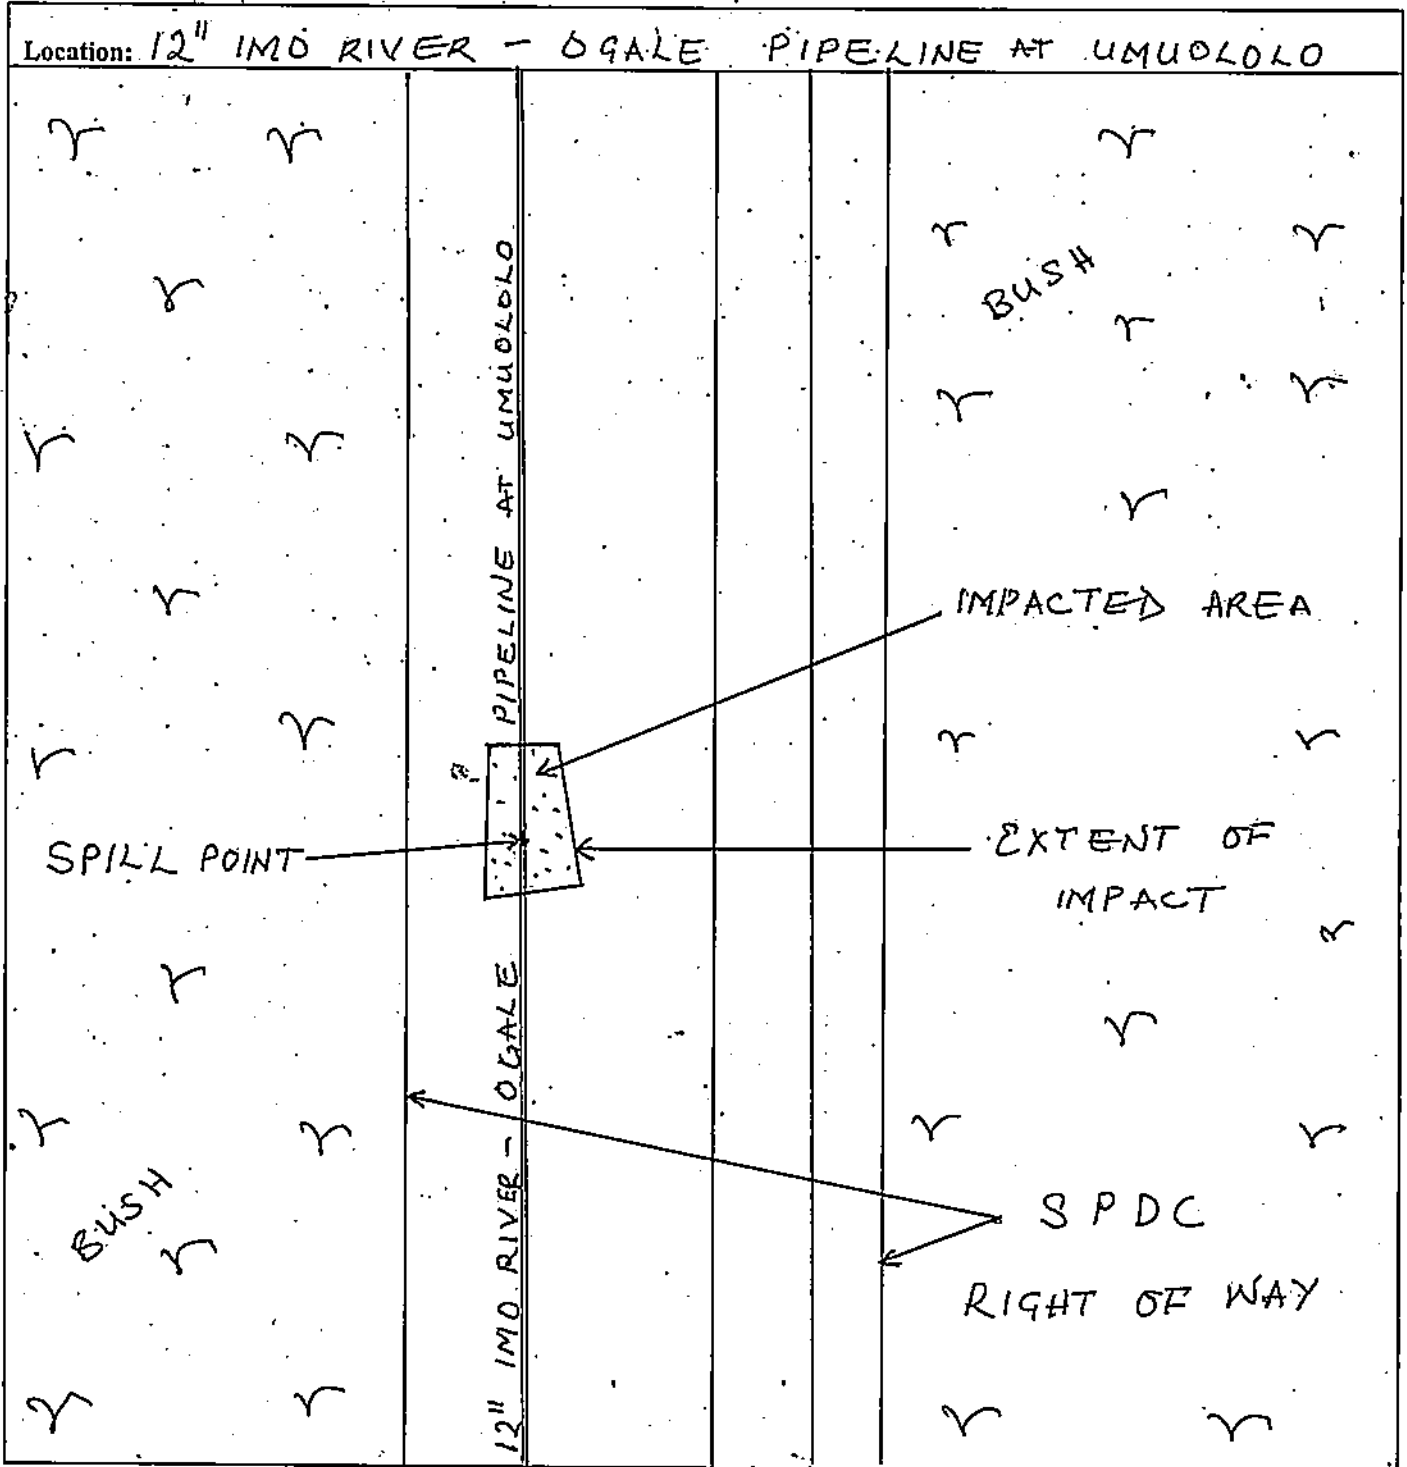 Location: 12" IMO RIVER - OGALE PIPELINE AT UMUOLOLO
BUSH
12" IMO RIVER - OGALE PIPELINE AT UMUOLOLO
IMPACTED AREA
SPILL POINT
EXTENT OF
IMPACT
BUSH
SPDC
RIGHT OF WAY